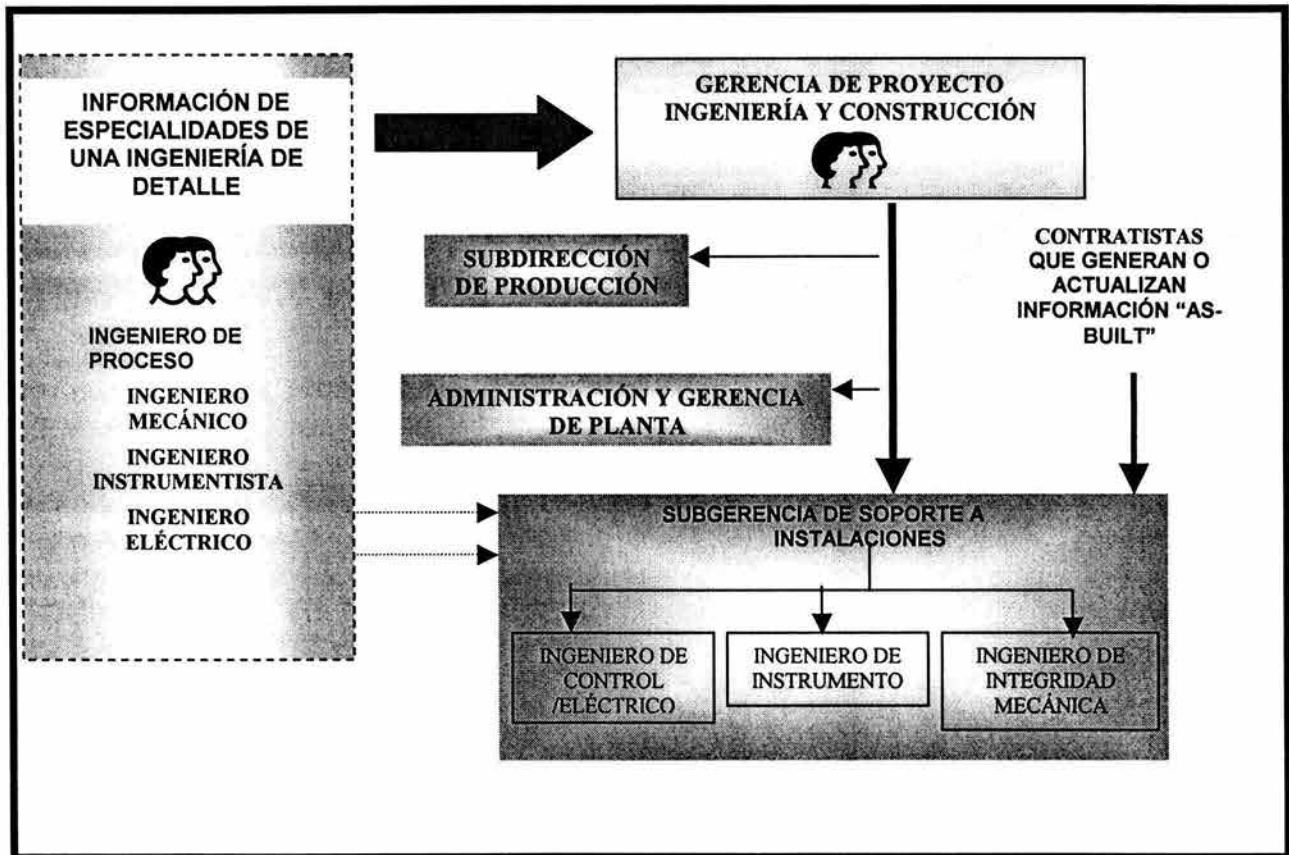 INFORMACIÓN DE
ESPECIALIDADES DE
UNA INGENIERÍA DE
DETALLE
INGENIERO DE
PROCESO
INGENIERO
MECÁNICO
INGENIERO
INSTRUMENTISTA
INGENIERO
ELÉCTRICO
GERENCIA DE PROYECTO
INGENIERÍA Y CONSTRUCCIÓN
SUBDIRECCIÓN
DE PRODUCCIÓN
ADMINISTRACIÓN Y GERENCIA
DE PLANTA
CONTRATISTAS
QUE GENERAN O
ACTUALIZAN
INFORMACIÓN “AS-
BUILT”
SUBGERENCIA DE SOPORTE A
INSTALACIONES
INGENIERO DE
CONTROL
/ELÉCTRICO
INGENIERO DE
INSTRUMENTO
INGENIERO DE
INTEGRIDAD
MECÁNICA